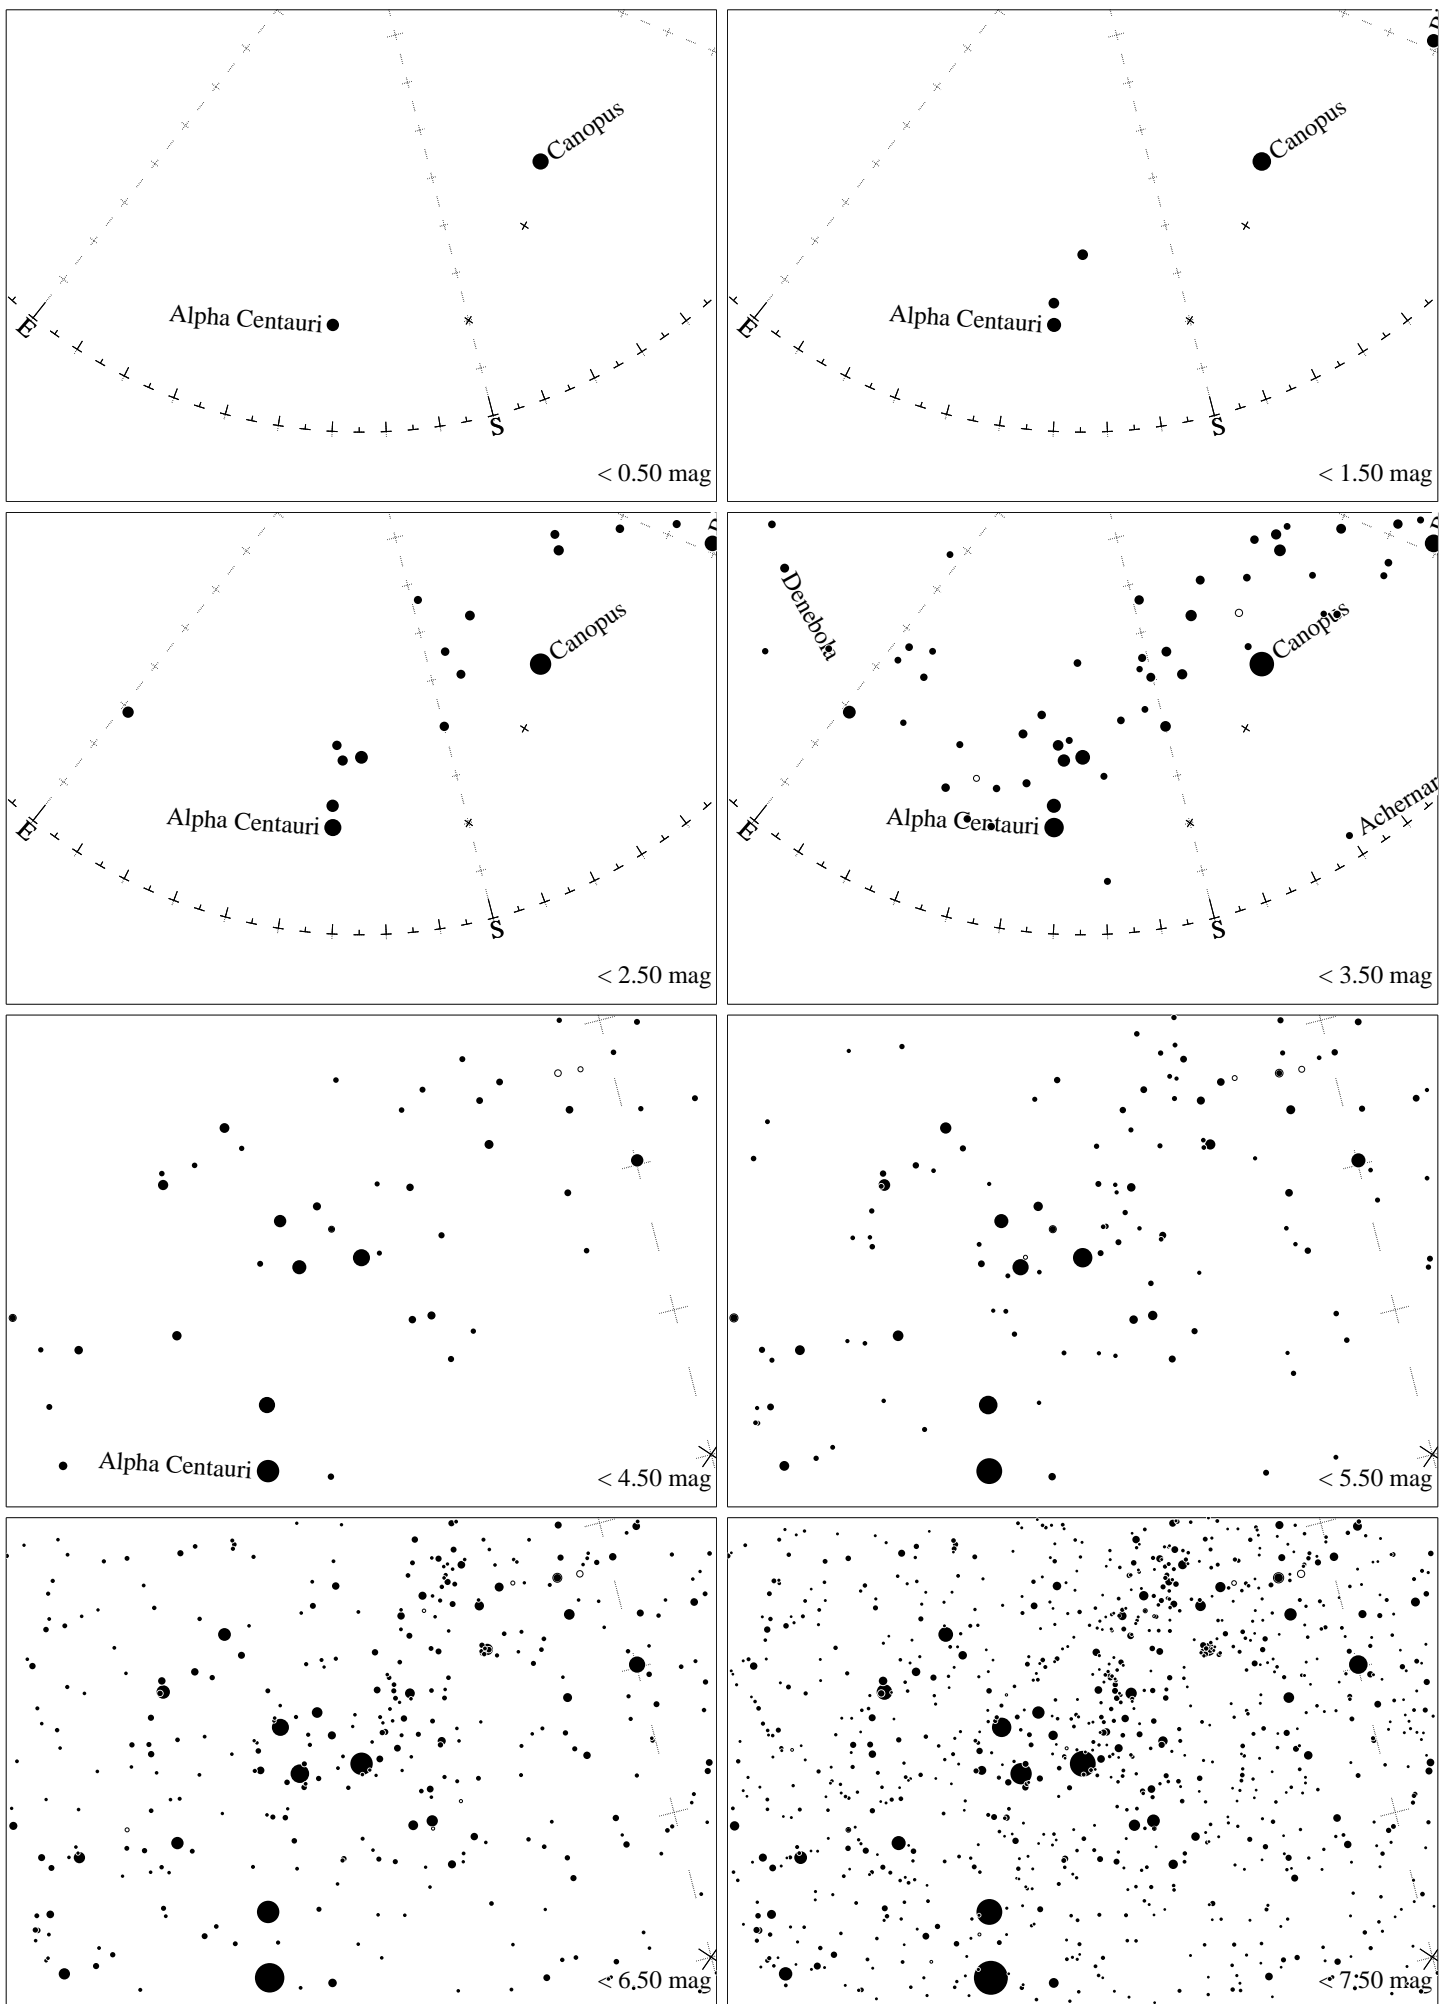 Canopus
Alpha Centauri
E
S
< 0.50 mag
Canopus
Alpha Centauri
E
S
< 1.50 mag
Canopus
Alpha Centauri
E
S
< 2.50 mag
Denebola
Canopus
Alpha Centauri
Achernar
E
S
< 3.50 mag
Alpha Centauri
< 4.50 mag
< 5.50 mag
< 6.50 mag
< 7.50 mag